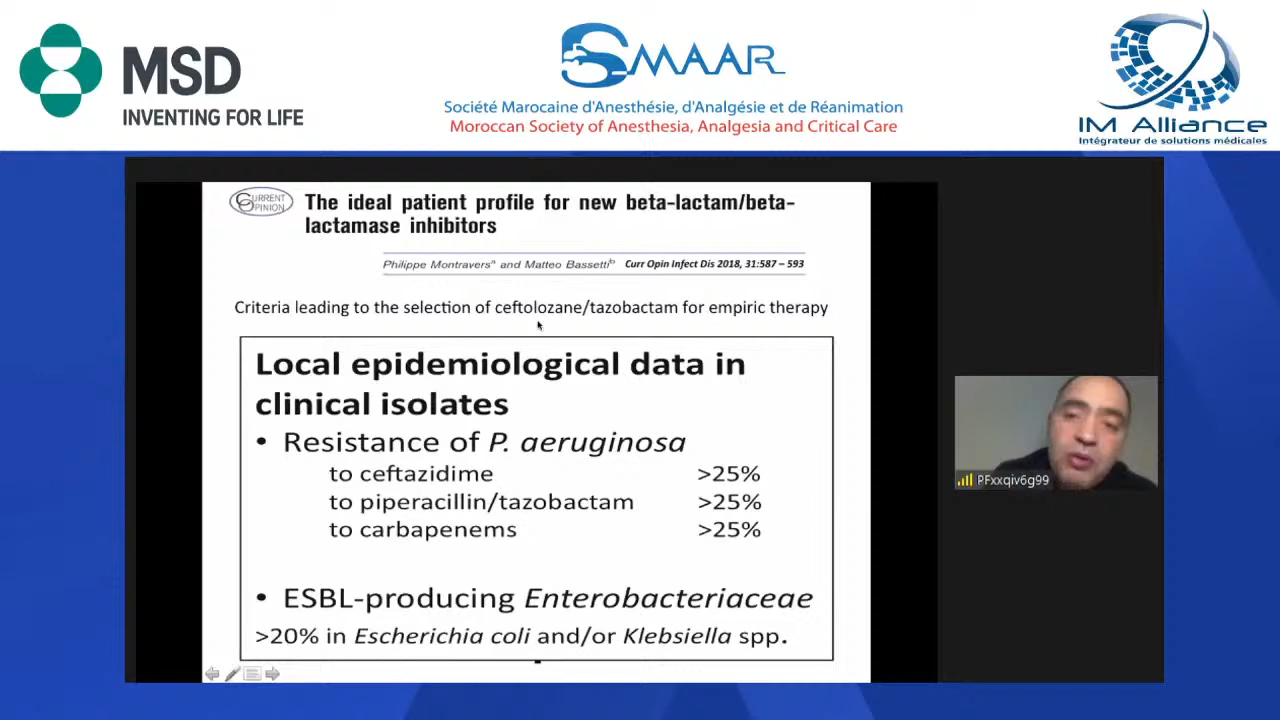 MSD
INVENTING FOR LIFE
SMAAR
Société Marocaine d'Anesthésie, d'Analgésie et de Réanimation
Moroccan Society of Anesthesia, Analgesia and Critical Care
IM Alliance
Intégrateur de solutions médicales
CURRENT
OPINION
The ideal patient profile for new beta-lactam/beta-
lactamase inhibitors
Philippe Montraversᵃ and Matteo Bassettiᵇ Curr Opin Infect Dis 2018, 31:587 – 593
Criteria leading to the selection of ceftolozane/tazobactam for empiric therapy
Local epidemiological data in
clinical isolates
• Resistance of P. aeruginosa
to ceftazidime >25%
to piperacillin/tazobactam >25%
to carbapenems >25%
• ESBL-producing Enterobacteriaceae
>20% in Escherichia coli and/or Klebsiella spp.
PFxxqiv6g99